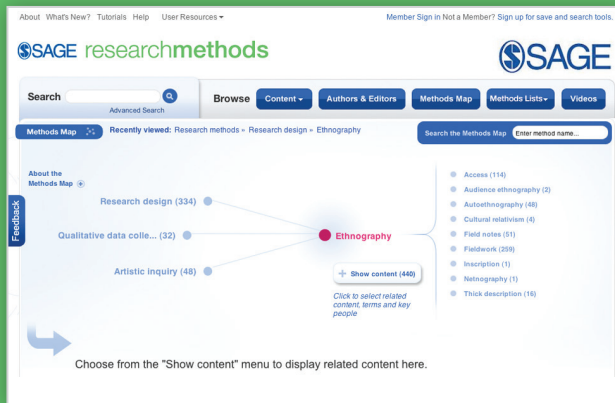 About What's New? Tutorials Help User Resources
Member Sign in Not a Member? Sign up for save and search tools.
SAGE researchmethods
SAGE
Search
Advanced Search
Browse Content Authors & Editors Methods Map Methods Lists Videos
Methods Map
Recently viewed: Research methods » Research design » Ethnography
Search the Methods Map Enter method name...
About the
Methods Map
Feedback
Research design (334)
Qualitative data colle... (32)
Artistic inquiry (48)
Ethnography
Show content (440)
Click to select related
content, terms and key
people
Access (114)
Audience ethnography (2)
Autoethnography (48)
Cultural relativism (4)
Field notes (51)
Fieldwork (259)
Inscription (1)
Netnography (1)
Thick description (16)
Choose from the "Show content" menu to display related content here.